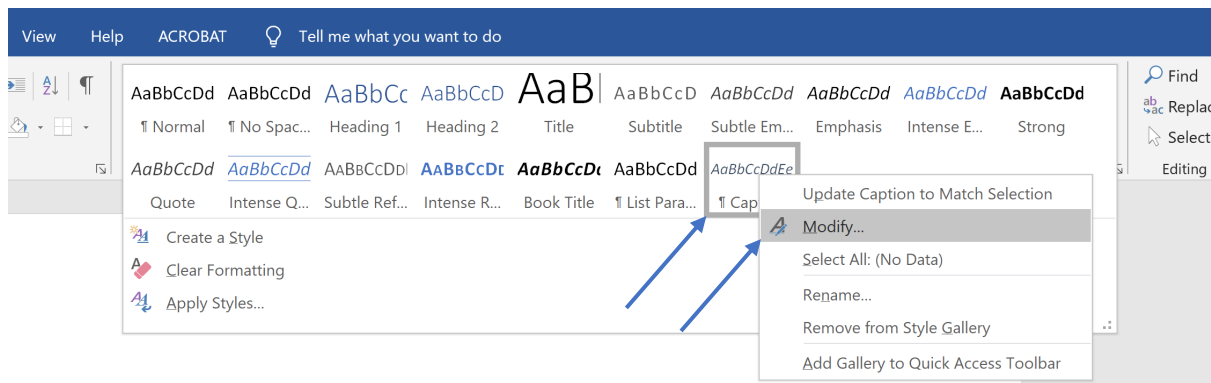 View Help ACROBAT Tell me what you want to do
AaBbCcDd AaBbCcDd AaBbCc AaBbCcD AaB AaBbCcD AaBbCcDd AaBbCcDd AaBbCcDd AaBbCcDd
¶ Normal ¶ No Spac... Heading 1 Heading 2 Title Subtitle Subtle Em... Emphasis Intense E... Strong
AaBbCcDd AaBbCcDd AaBbCcDd AaBbCcDd AaBbCcDd AaBbCcDd AaBbCcDdEe
Quote Intense Q... Subtle Ref... Intense R... Book Title ¶ List Para... ¶ Cap
Create a Style
Clear Formatting
Apply Styles...
Update Caption to Match Selection
Modify...
Select All: (No Data)
Rename...
Remove from Style Gallery
Add Gallery to Quick Access Toolbar
Find
Replac
Select
Editing